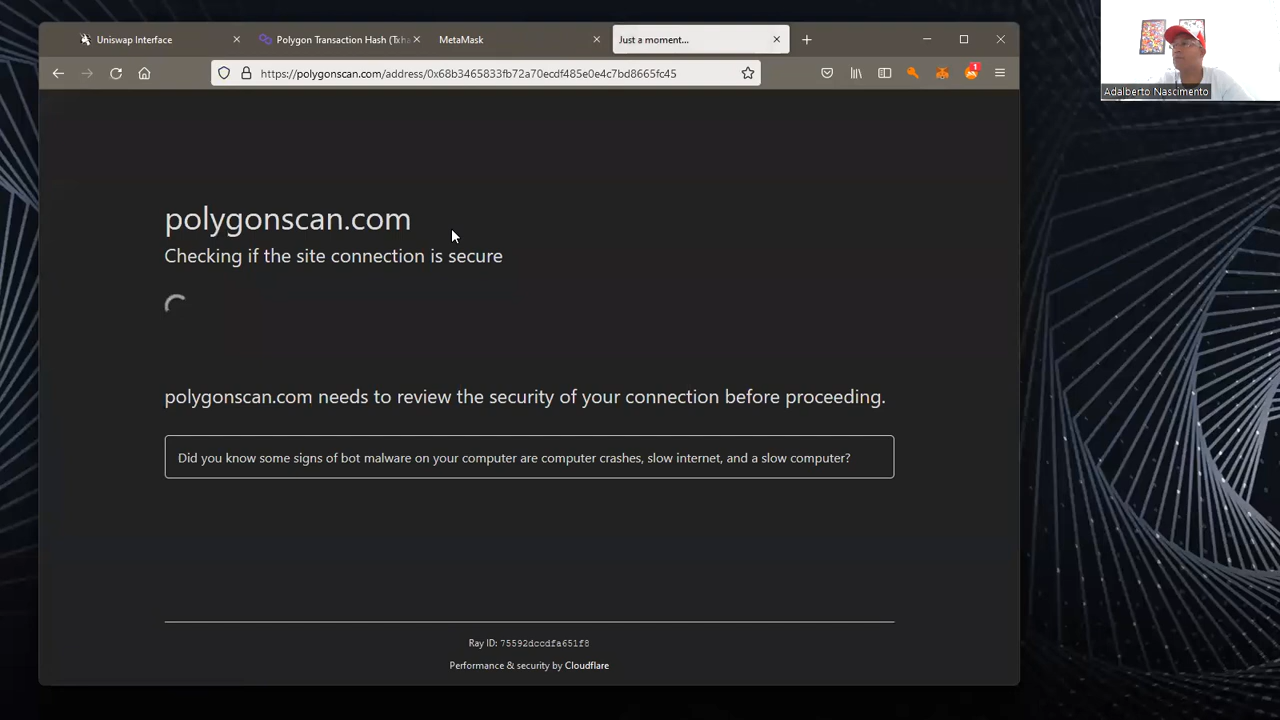 Uniswap Interface
Polygon Transaction Hash (Txha
MetaMask
Just a moment...
https://polygonscan.com/address/0x68b3465833fb72a70ecdf485e0e4c7bd8665fc45
1
Adalberto Nascimento
polygonscan.com
Checking if the site connection is secure
polygonscan.com needs to review the security of your connection before proceeding.
Did you know some signs of bot malware on your computer are computer crashes, slow internet, and a slow computer?
Ray ID: 75592dccdfa651f8
Performance & security by Cloudflare